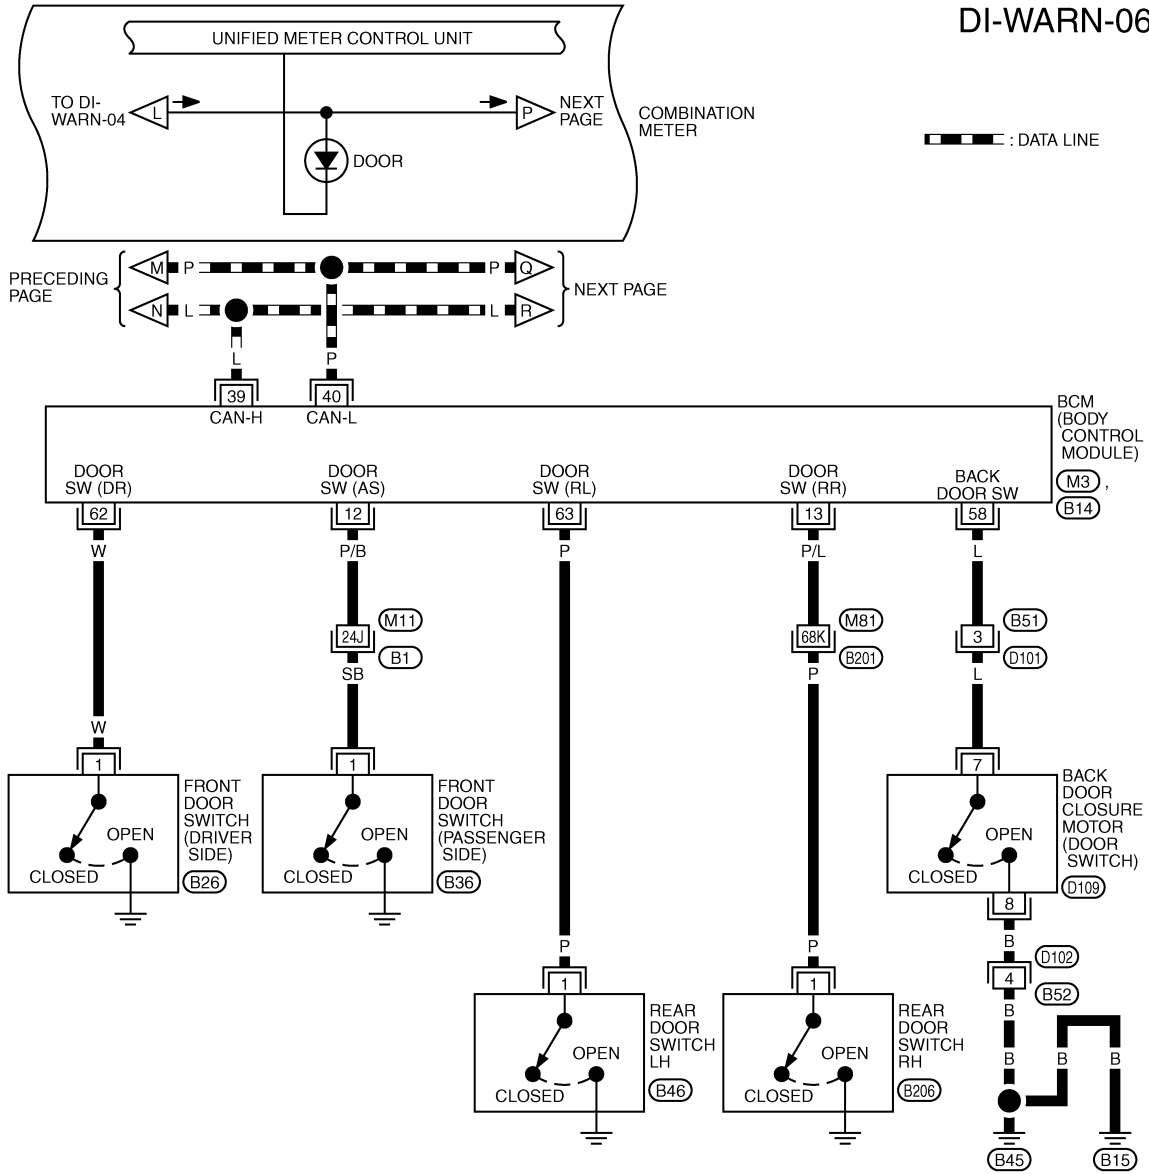 DI-WARN-06
UNIFIED METER CONTROL UNIT
TO DI-
WARN-04
L
P
NEXT
PAGE
COMBINATION
METER
DOOR
: DATA LINE
PRECEDING
PAGE
M P P Q
N L L R
NEXT PAGE
L P
39 40
CAN-H CAN-L
BCM
(BODY
CONTROL
MODULE)
M3 ,
B14
DOOR
SW (DR)
DOOR
SW (AS)
DOOR
SW (RL)
DOOR
SW (RR)
BACK
DOOR SW
62 12 63 13 58
W P/B P P/L L
M11
24J
B1
SB
M81
68K
B201
P
B51
3
D101
L
W
1
FRONT
DOOR
SWITCH
(DRIVER
SIDE)
B26
OPEN
CLOSED
1
FRONT
DOOR
SWITCH
(PASSENGER
SIDE)
B36
OPEN
CLOSED
7
BACK
DOOR
CLOSURE
MOTOR
(DOOR
SWITCH)
D109
OPEN
CLOSED
8
B
D102
4
B52
B
B B B
B45 B15
P
1
REAR
DOOR
SWITCH
LH
B46
OPEN
CLOSED
P
1
REAR
DOOR
SWITCH
RH
B206
OPEN
CLOSED